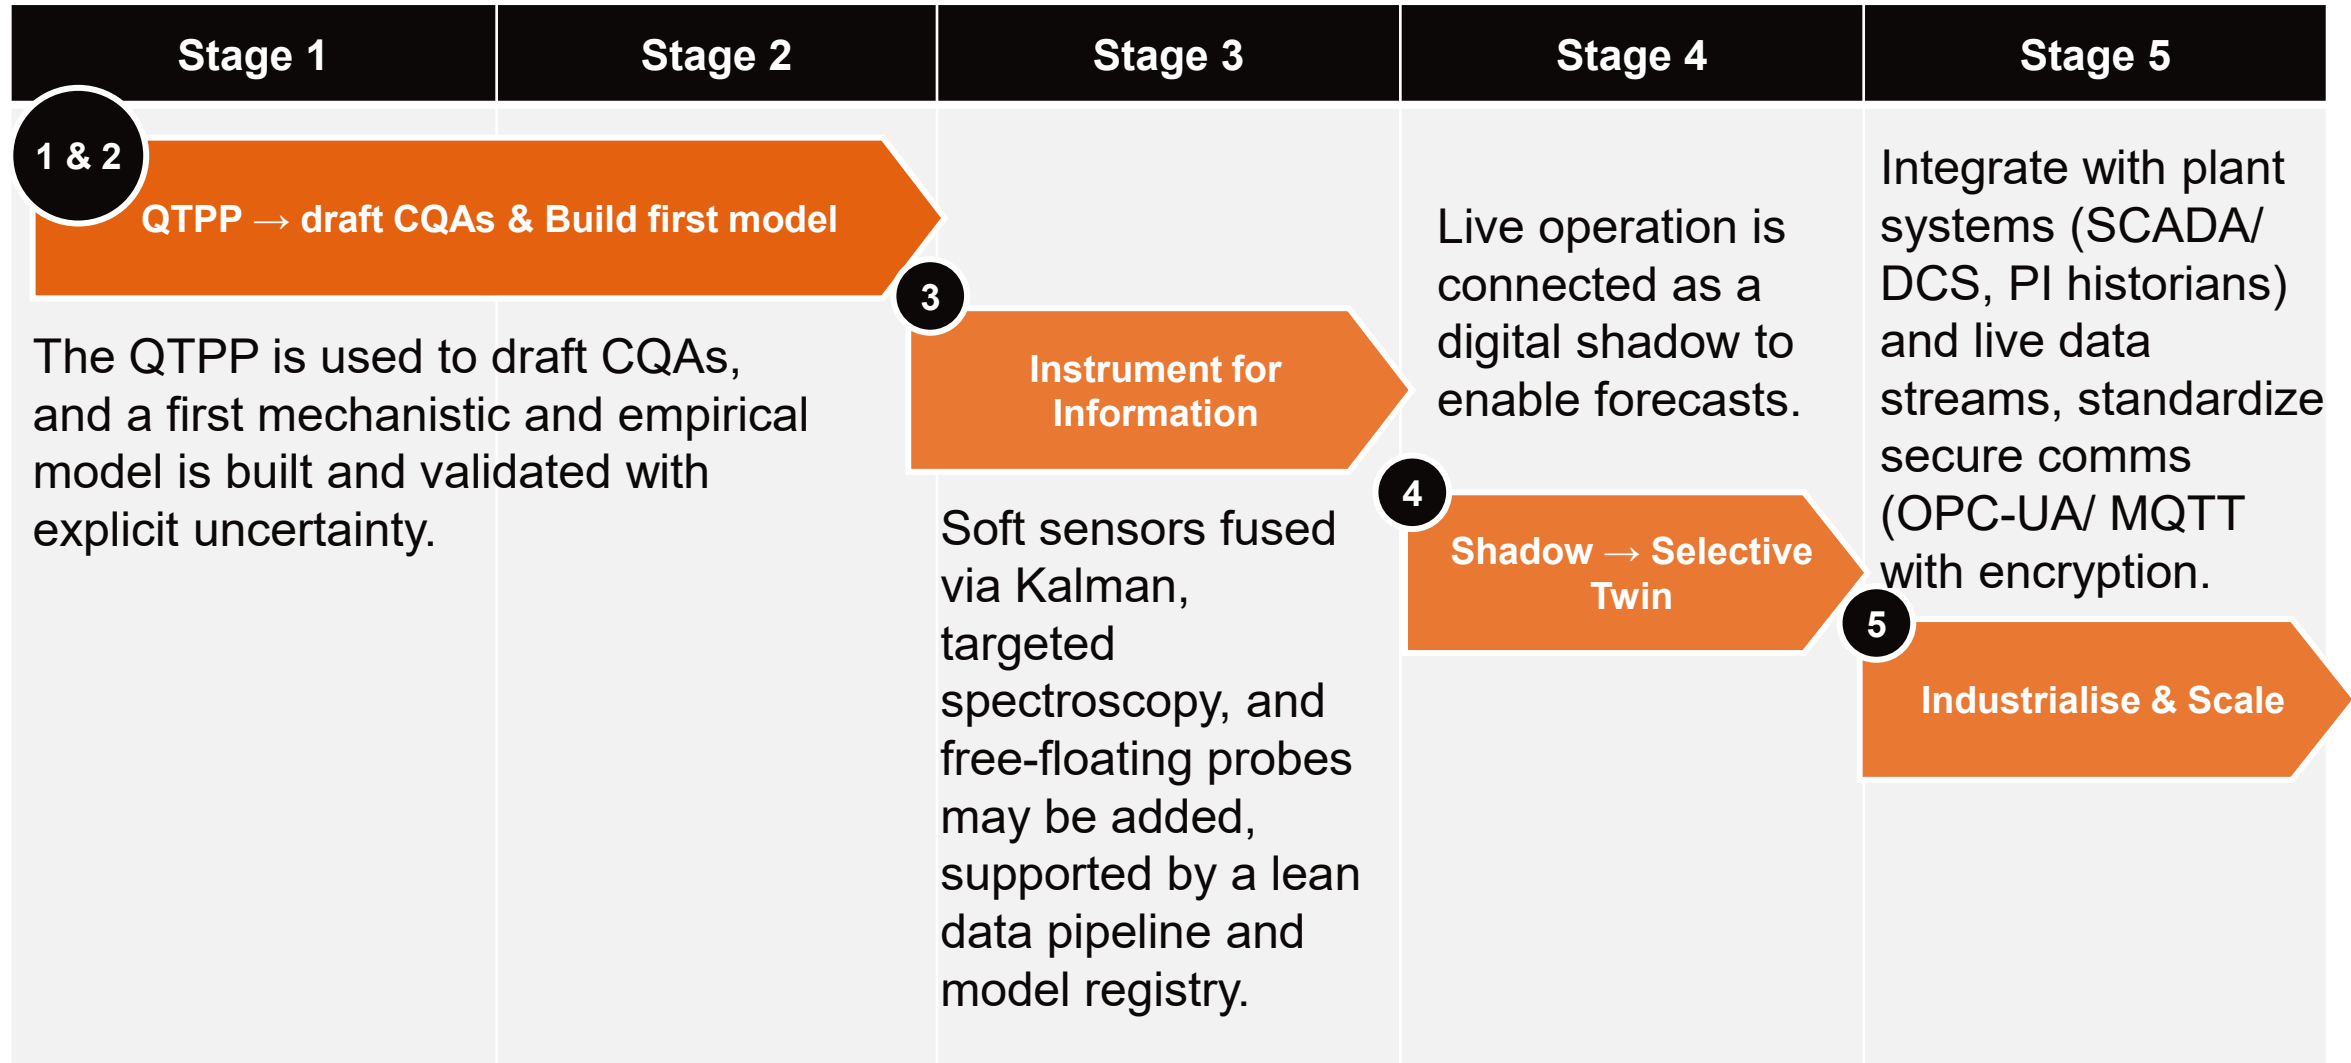 Stage 1
Stage 2
Stage 3
Stage 4
Stage 5
1 & 2
QTPP → draft CQAs & Build first model
The QTPP is used to draft CQAs,
and a first mechanistic and empirical
model is built and validated with
explicit uncertainty.
3
Instrument for
Information
Soft sensors fused
via Kalman,
targeted
spectroscopy, and
free-floating probes
may be added,
supported by a lean
data pipeline and
model registry.
Live operation is
connected as a
digital shadow to
enable forecasts.
4
Shadow → Selective
Twin
Integrate with plant
systems (SCADA/
DCS, PI historians)
and live data
streams, standardize
secure comms
(OPC-UA/ MQTT
with encryption.
5
Industrialise & Scale